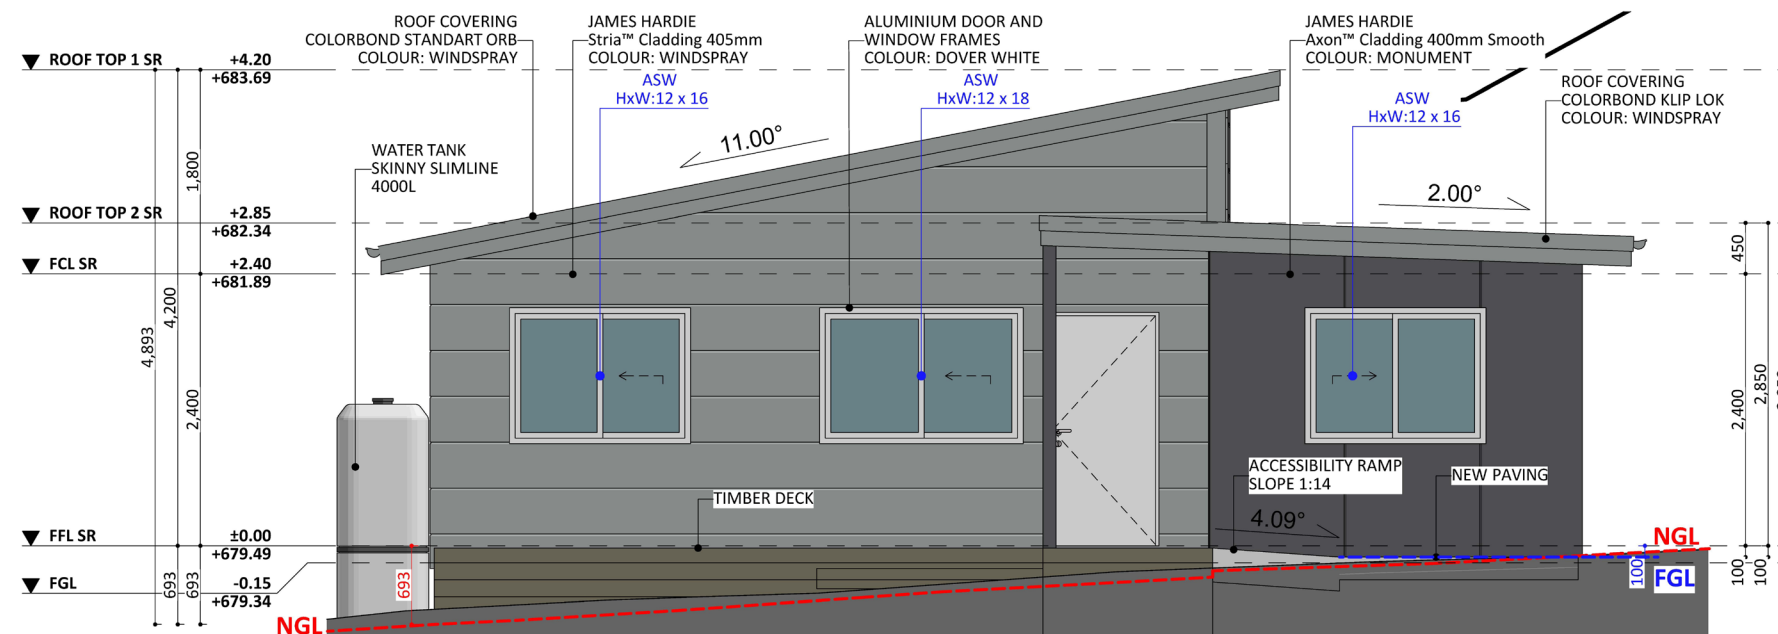 ROOF COVERING
COLORBOND STANDART ORB
COLOUR: WINDSPRAY
JAMES HARDIE
Stria™ Cladding 405mm
COLOUR: WINDSPRAY
ALUMINIUM DOOR AND
WINDOW FRAMES
COLOUR: DOVER WHITE
JAMES HARDIE
Axon™ Cladding 400mm Smooth
COLOUR: MONUMENT
ROOF COVERING
COLORBOND KLIP LOK
COLOUR: WINDSPRAY
ASW
HxW:12 x 16
ASW
HxW:12 x 18
ASW
HxW:12 x 16
ROOF TOP 1 SR +4.20
+683.69
11.00°
WATER TANK
SKINNY SLIMLINE
4000L
1,800
2.00°
ROOF TOP 2 SR +2.85
+682.34
FCL SR +2.40
+681.89
450
4,200
4,893
2,400
2,400
2,850
ACCESSIBILITY RAMP
SLOPE 1:14
NEW PAVING
TIMBER DECK
4.09°
FFL SR ±0.00
+679.49
NGL
FGL -0.15
+679.34
693
693
693
100
FGL
100
100
NGL